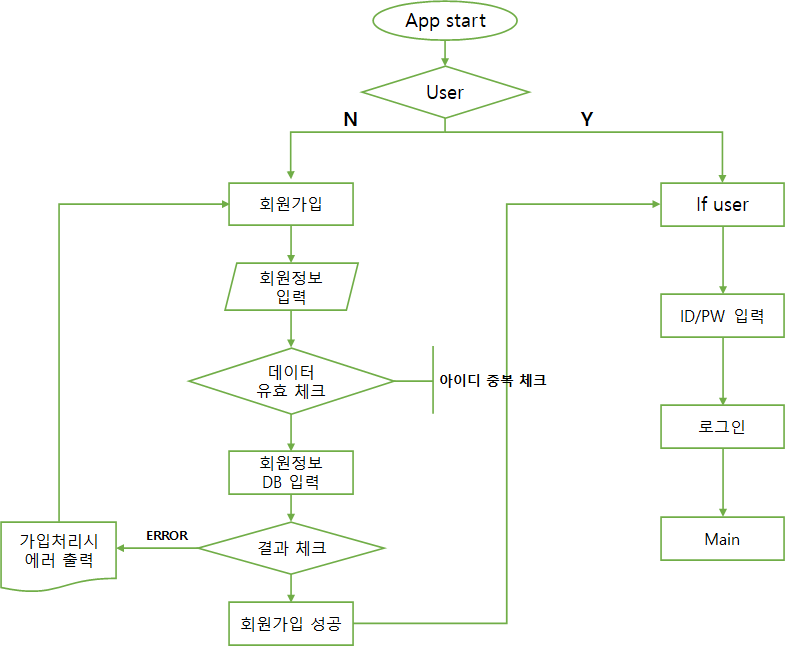 App start
User
N
Y
회원가입
If user
회원정보
입력
ID/PW 입력
데이터
유효 체크
아이디 중복 체크
로그인
회원정보
DB 입력
가입처리시
에러 출력
ERROR
결과 체크
Main
회원가입 성공